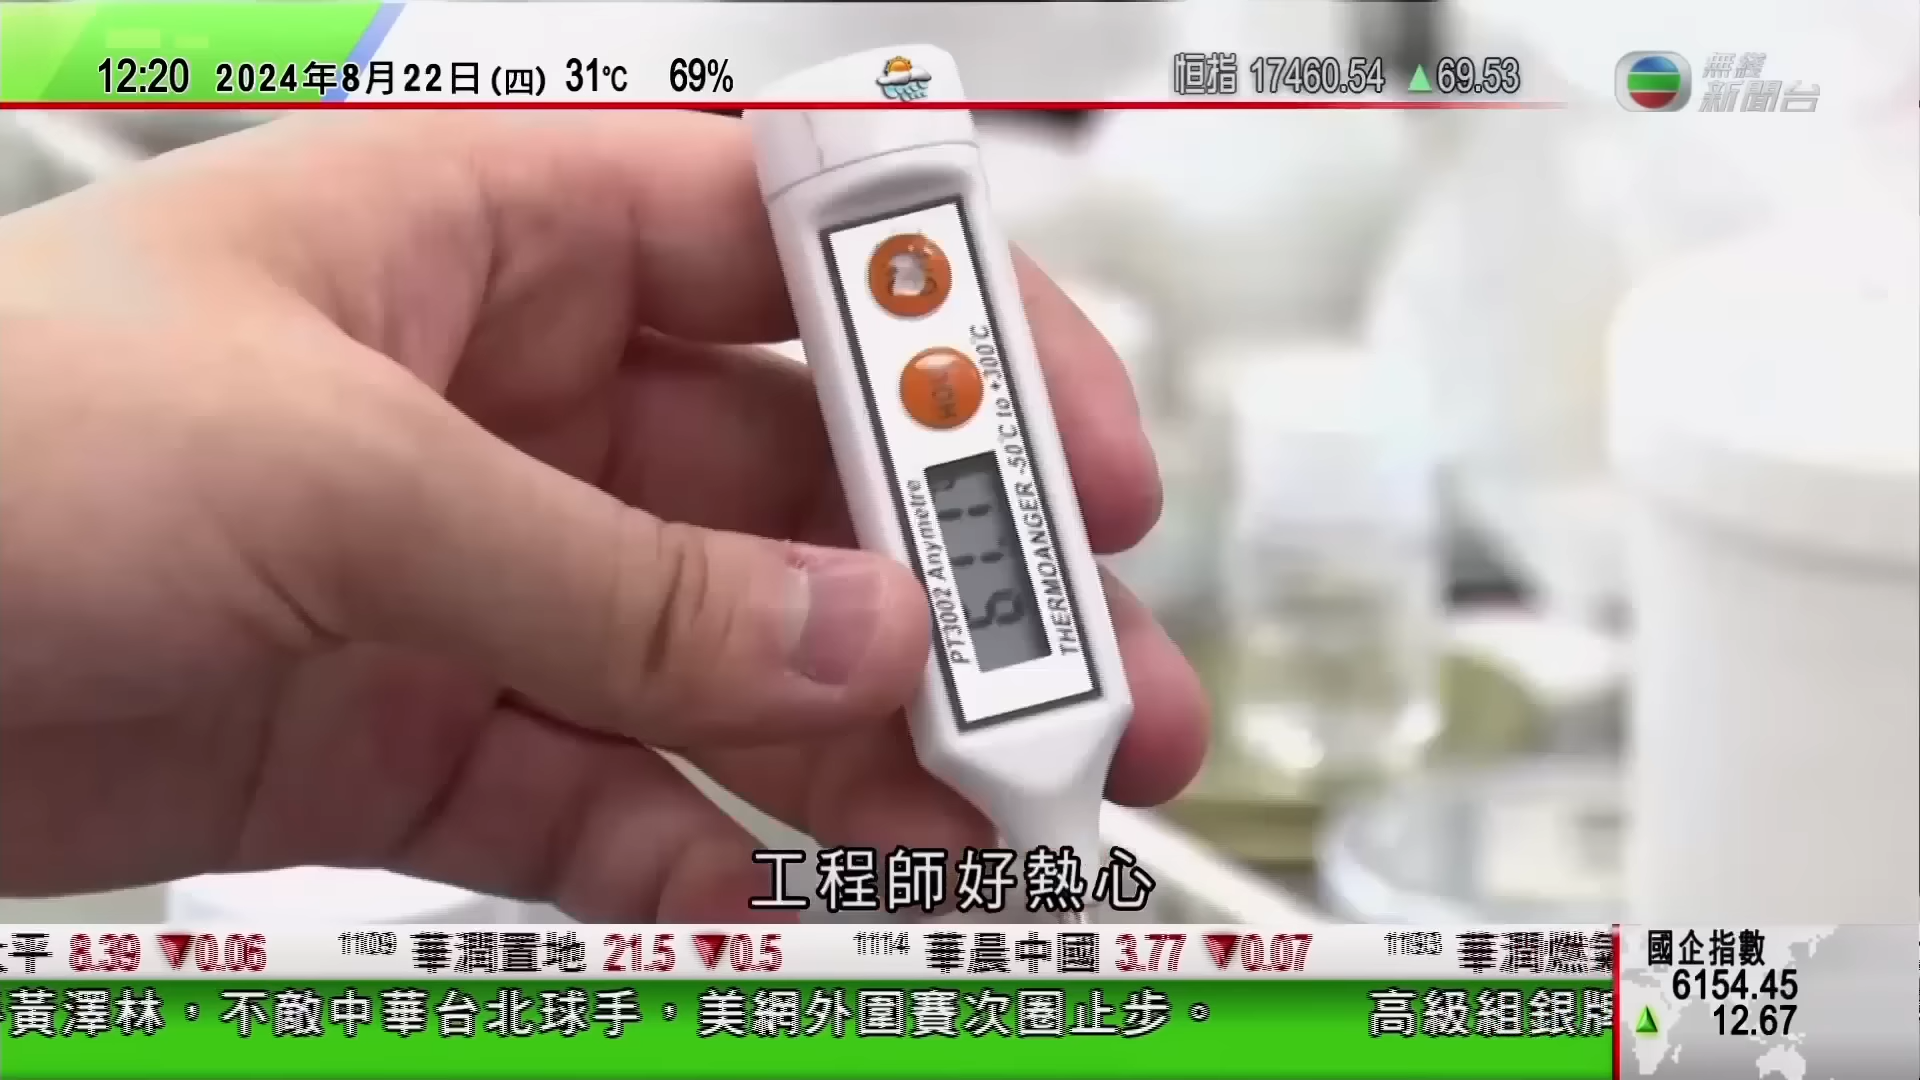 12:20 2024年8月22日(四) 31℃ 69%
恒指 17460.54 ▲69.53
無綫
新聞台
HOLD
PT3002 Anymetre
THERMOANGER -50℃ to +300℃
工程師好熱心
太平 8.39 ▼0.06 1109 華潤置地 21.5 ▼0.5 1114 華晨中國 3.77 ▼0.07 1193 華潤燃氣
黃澤林，不敵中華台北球手，美網外圍賽次圈止步。 高級組銀牌
國企指數
6154.45
▲ 12.67